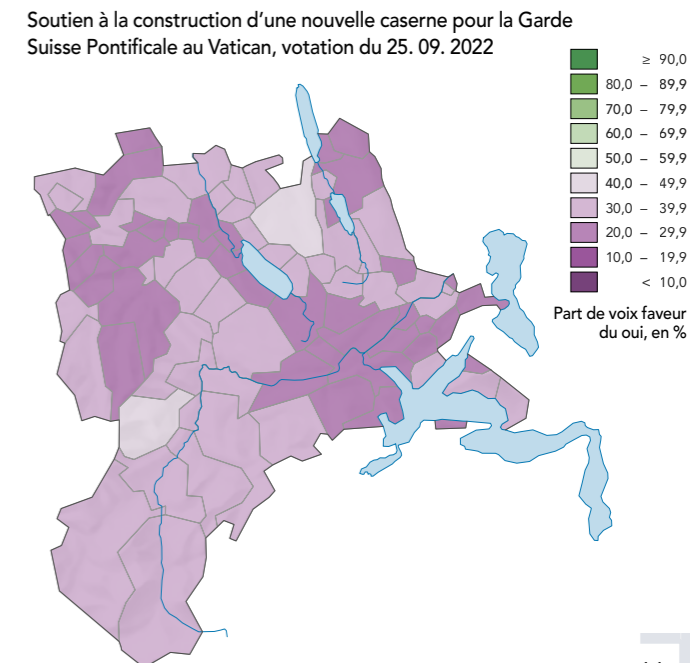 Soutien à la construction d'une nouvelle caserne pour la Garde
Suisse Pontificale au Vatican, votation du 25. 09. 2022
≥ 90,0
80,0 – 89,9
70,0 – 79,9
60,0 – 69,9
50,0 – 59,9
40,0 – 49,9
30,0 – 39,9
20,0 – 29,9
10,0 – 19,9
< 10,0
Part de voix faveur
du oui, en %